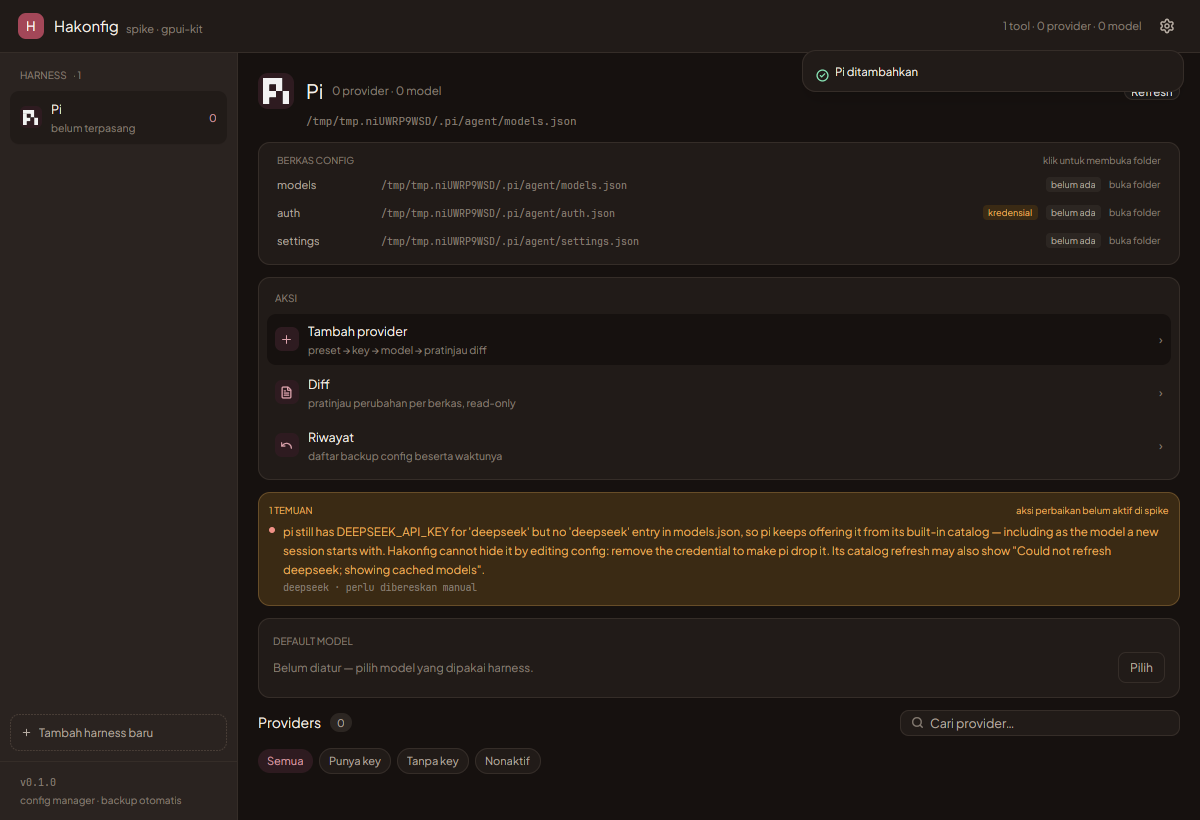 H Hakonfig spike · gpui-kit
1 tool · 0 provider · 0 model
HARNESS · 1
Pi
belum terpasang
0
Pi ditambahkan
Pi 0 provider · 0 model
Refresh
/tmp/tmp.niUWRP9WSD/.pi/agent/models.json
BERKAS CONFIG
klik untuk membuka folder
models /tmp/tmp.niUWRP9WSD/.pi/agent/models.json belum ada buka folder
auth /tmp/tmp.niUWRP9WSD/.pi/agent/auth.json kredensial belum ada buka folder
settings /tmp/tmp.niUWRP9WSD/.pi/agent/settings.json belum ada buka folder
AKSI
Tambah provider
preset → key → model → pratinjau diff
Diff
pratinjau perubahan per berkas, read-only
Riwayat
daftar backup config beserta waktunya
1 TEMUAN
aksi perbaikan belum aktif di spike
pi still has DEEPSEEK_API_KEY for 'deepseek' but no 'deepseek' entry in models.json, so pi keeps offering it from its built-in catalog — including as the model a new
session starts with. Hakonfig cannot hide it by editing config: remove the credential to make pi drop it. Its catalog refresh may also show "Could not refresh
deepseek; showing cached models".
deepseek · perlu dibereskan manual
DEFAULT MODEL
Belum diatur — pilih model yang dipakai harness.
Pilih
Providers 0
Cari provider...
Semua Punya key Tanpa key Nonaktif
+ Tambah harness baru
v0.1.0
config manager · backup otomatis